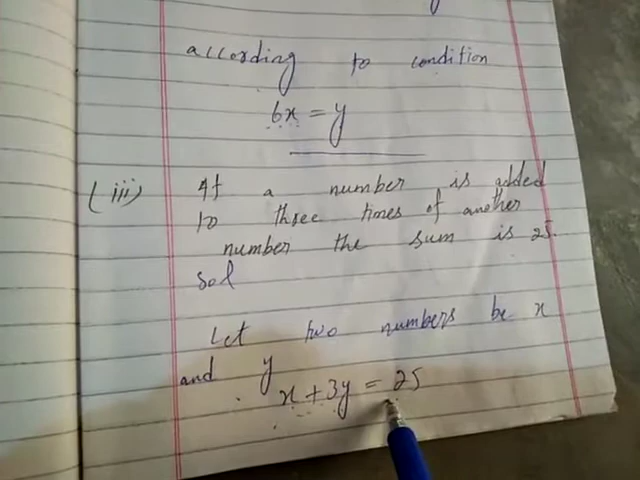 according to condition
6x = y
(iii) If a number is added
to three times of another
number the sum is 25
sol
Let two numbers be x
and y
x + 3y = 25